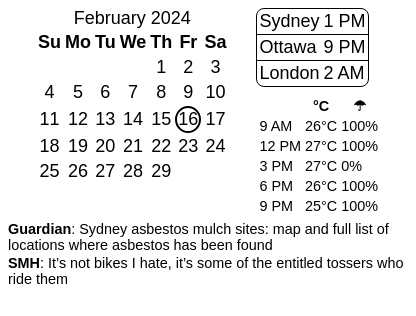 February 2024
Su Mo Tu We Th Fr Sa
1 2 3
4 5 6 7 8 9 10
11 12 13 14 15 16 17
18 19 20 21 22 23 24
25 26 27 28 29
Sydney 1 PM
Ottawa 9 PM
London 2 AM
°C ☂
9 AM 26°C 100%
12 PM 27°C 100%
3 PM 27°C 0%
6 PM 26°C 100%
9 PM 25°C 100%
Guardian: Sydney asbestos mulch sites: map and full list of
locations where asbestos has been found
SMH: It’s not bikes I hate, it’s some of the entitled tossers who
ride them